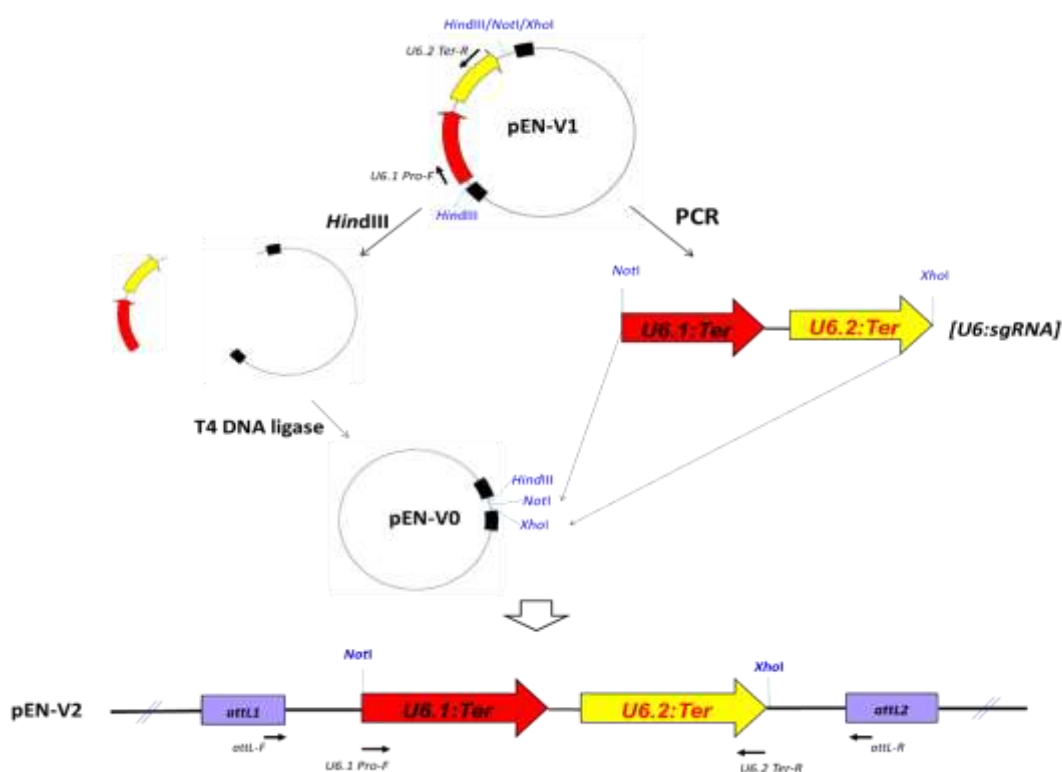 HindIII/NotI/XhoI
U6.2 Ter-R
pEN-V1
U6.1 Pro-F
HindIII
HindIII
PCR
NotI
XhoI
U6.1:Ter
U6.2:Ter
[U6:sgRNA]
T4 DNA ligase
HindIII
NotI
XhoI
pEN-V0
NotI
XhoI
pEN-V2
attL1
U6.1:Ter
U6.2:Ter
attL2
attL-F
U6.1 Pro-F
U6.2 Ter-R
attL-R